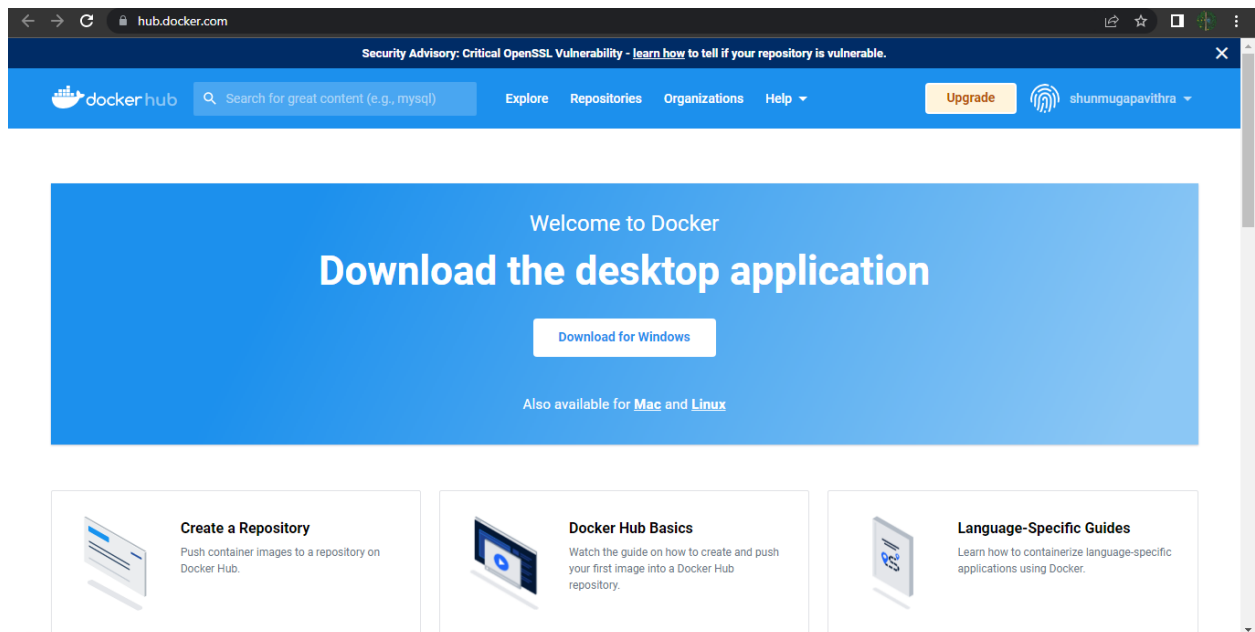 hub.docker.com
Security Advisory: Critical OpenSSL Vulnerability - learn how to tell if your repository is vulnerable.
docker hub
Search for great content (e.g., mysql)
Explore
Repositories
Organizations
Help
Upgrade
shunmugapavithra
Welcome to Docker
Download the desktop application
Download for Windows
Also available for Mac and Linux
Create a Repository
Push container images to a repository on
Docker Hub.
Docker Hub Basics
Watch the guide on how to create and push
your first image into a Docker Hub
repository.
Language-Specific Guides
Learn how to containerize language-specific
applications using Docker.